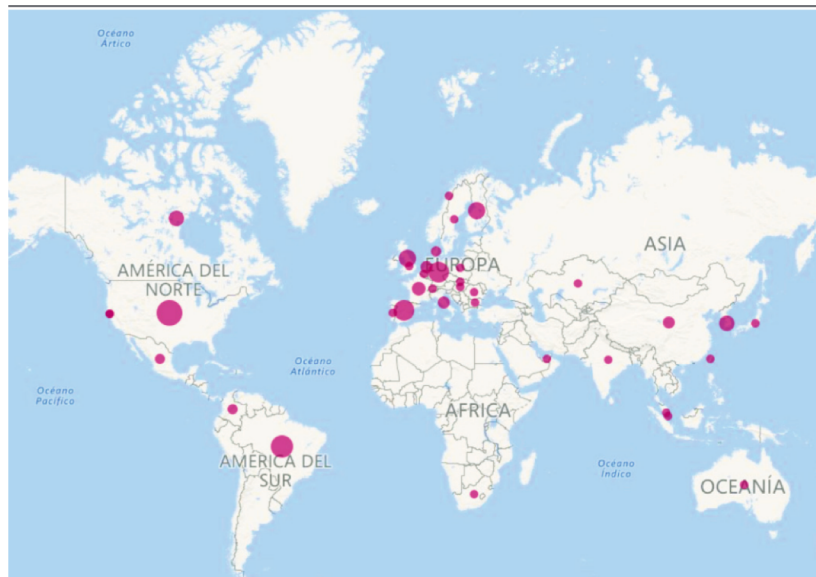 Océano
Ártico
ASIA
EUROPA
AMÉRICA DEL
NORTE
Océano
Atlántico
Océano
Pacífico
ÁFRICA
AMÉRICA DEL
SUR
Océano
Índico
OCEANÍA